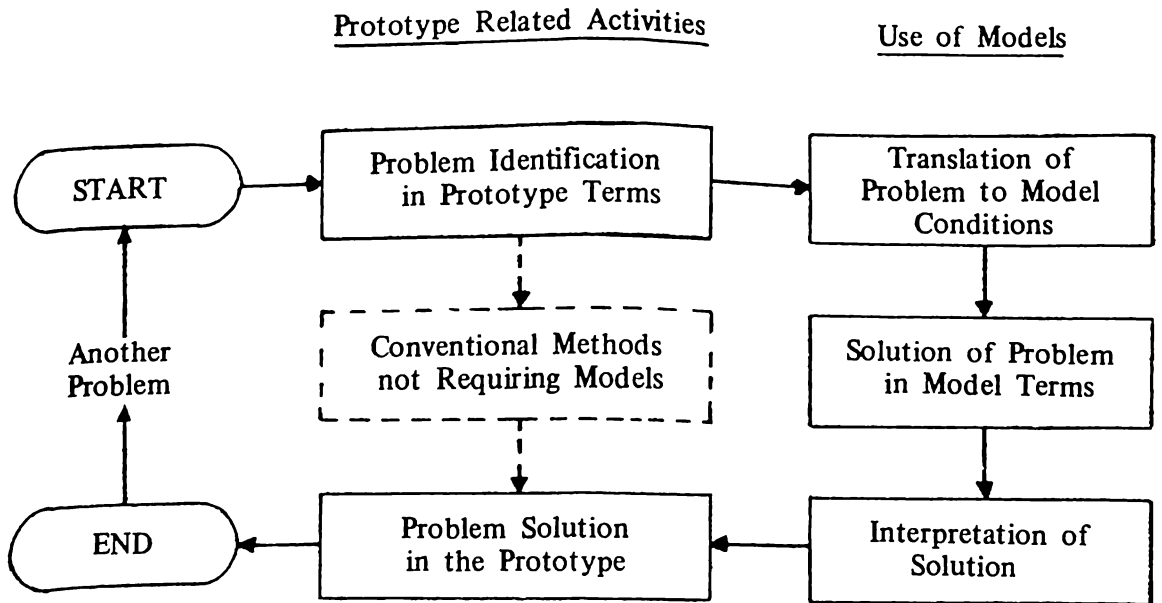 Prototype Related Activities
Use of Models
START
Problem Identification
in Prototype Terms
Translation of
Problem to Model
Conditions
Another
Problem
Conventional Methods
not Requiring Models
Solution of Problem
in Model Terms
END
Problem Solution
in the Prototype
Interpretation of
Solution